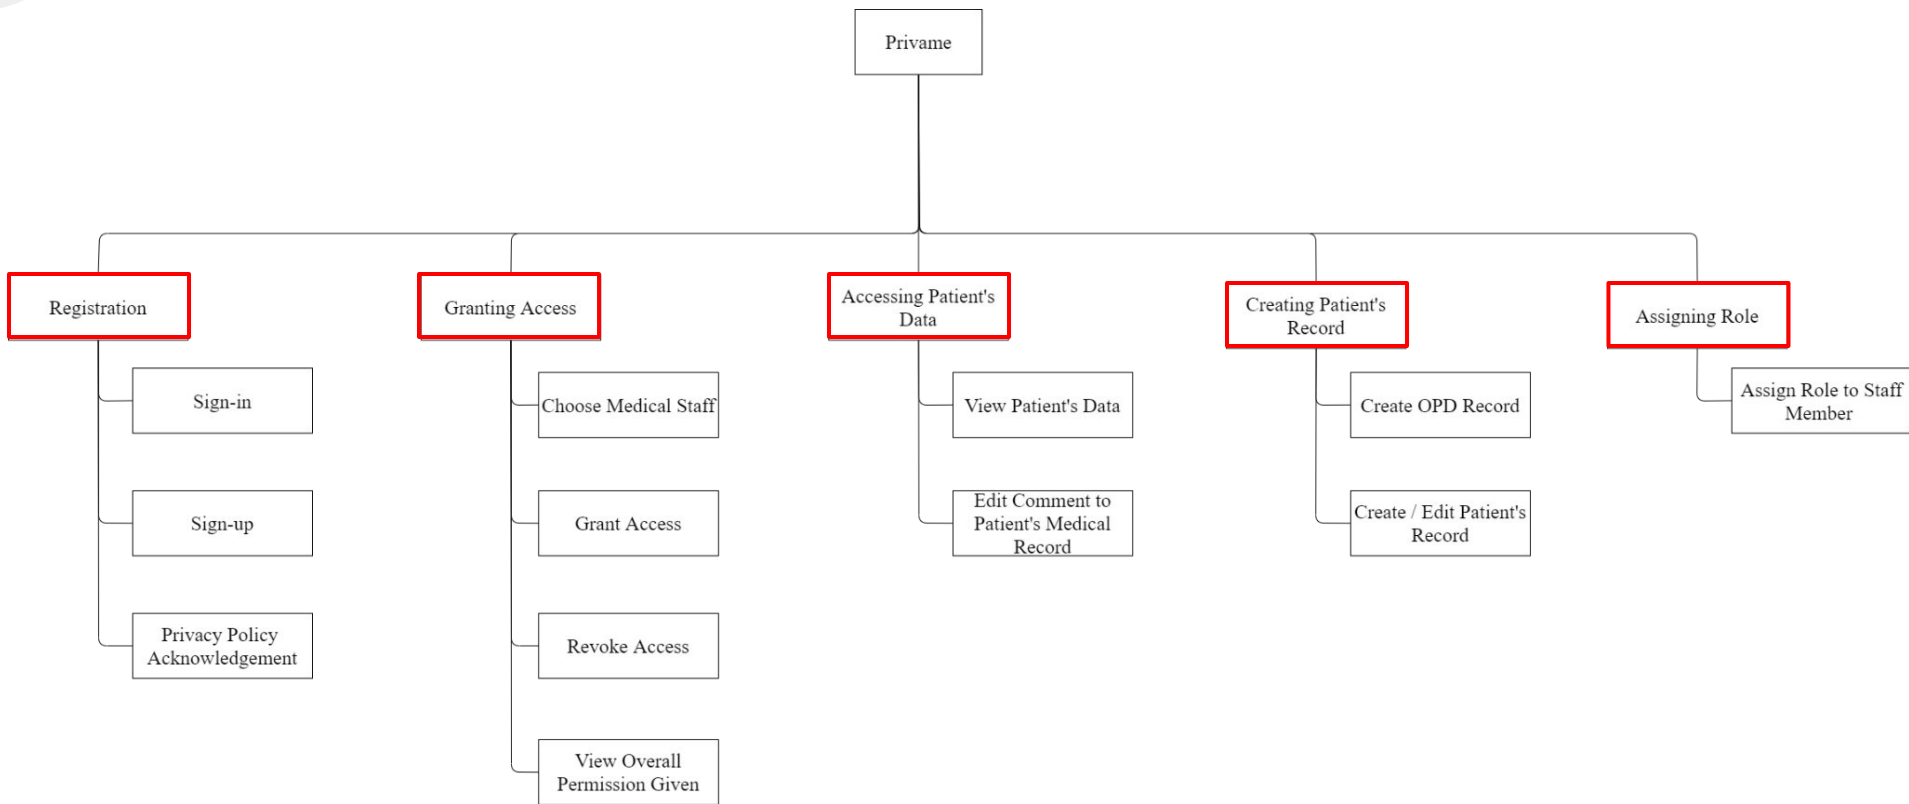 Privame
Registration
Granting Access
Accessing Patient's
Data
Creating Patient's
Record
Assigning Role
Sign-in
Sign-up
Privacy Policy
Acknowledgement
Choose Medical Staff
Grant Access
Revoke Access
View Overall
Permission Given
View Patient's Data
Edit Comment to
Patient's Medical
Record
Create OPD Record
Create / Edit Patient's
Record
Assign Role to Staff
Member